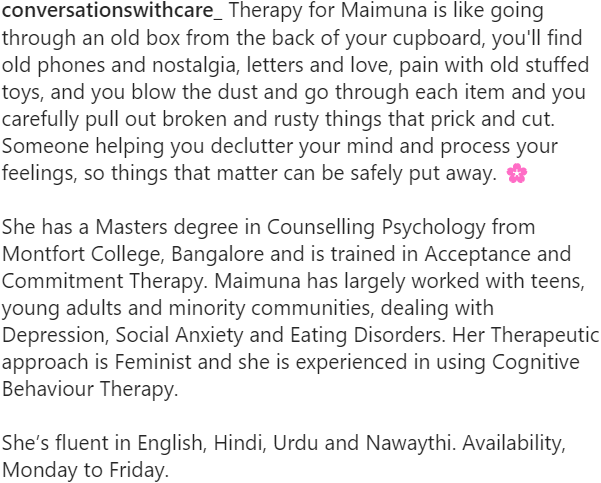 conversationswithcare_ Therapy for Maimuna is like going
through an old box from the back of your cupboard, you'll find
old phones and nostalgia, letters and love, pain with old stuffed
toys, and you blow the dust and go through each item and you
carefully pull out broken and rusty things that prick and cut.
Someone helping you declutter your mind and process your
feelings, so things that matter can be safely put away. 🌸
She has a Masters degree in Counselling Psychology from
Montfort College, Bangalore and is trained in Acceptance and
Commitment Therapy. Maimuna has largely worked with teens,
young adults and minority communities, dealing with
Depression, Social Anxiety and Eating Disorders. Her Therapeutic
approach is Feminist and she is experienced in using Cognitive
Behaviour Therapy.
She’s fluent in English, Hindi, Urdu and Nawaythi. Availability,
Monday to Friday.